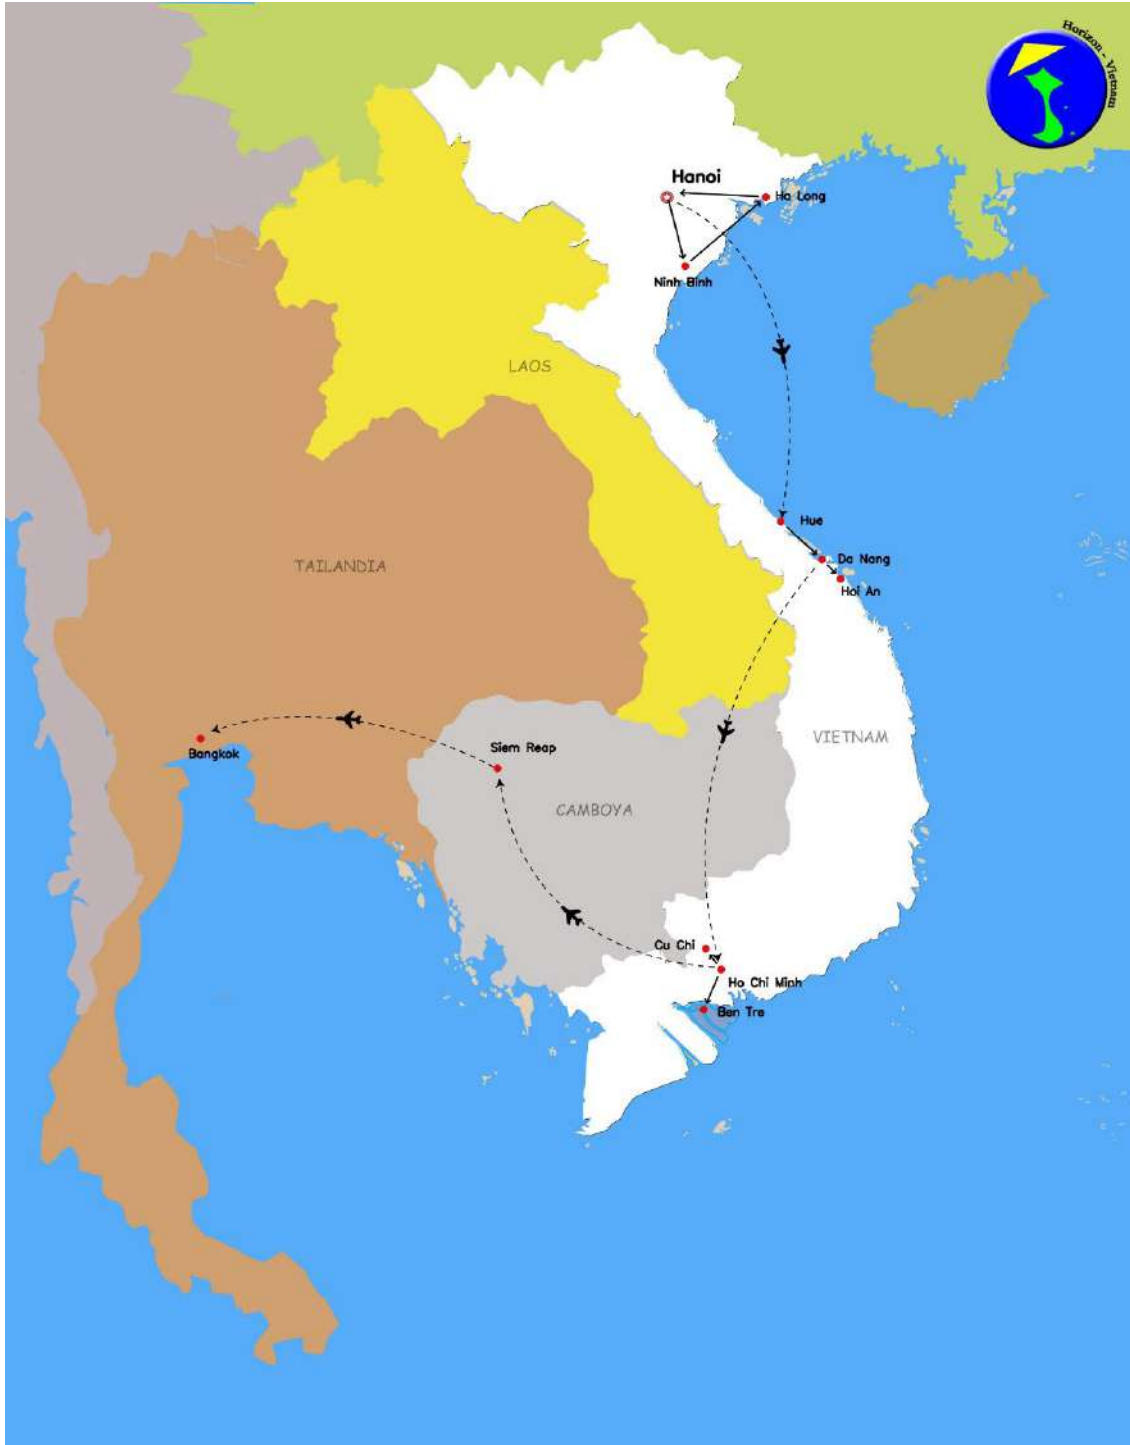 Horizon - Vietnam
Hanoi
Ha Long
Ninh Binh
LAOS
Hue
Da Nang
TAILANDIA
Hoi An
VIETNAM
Siem Reap
Bangkok
CAMBOYA
Cu Chi
Ho Chi Minh
Ben Tre